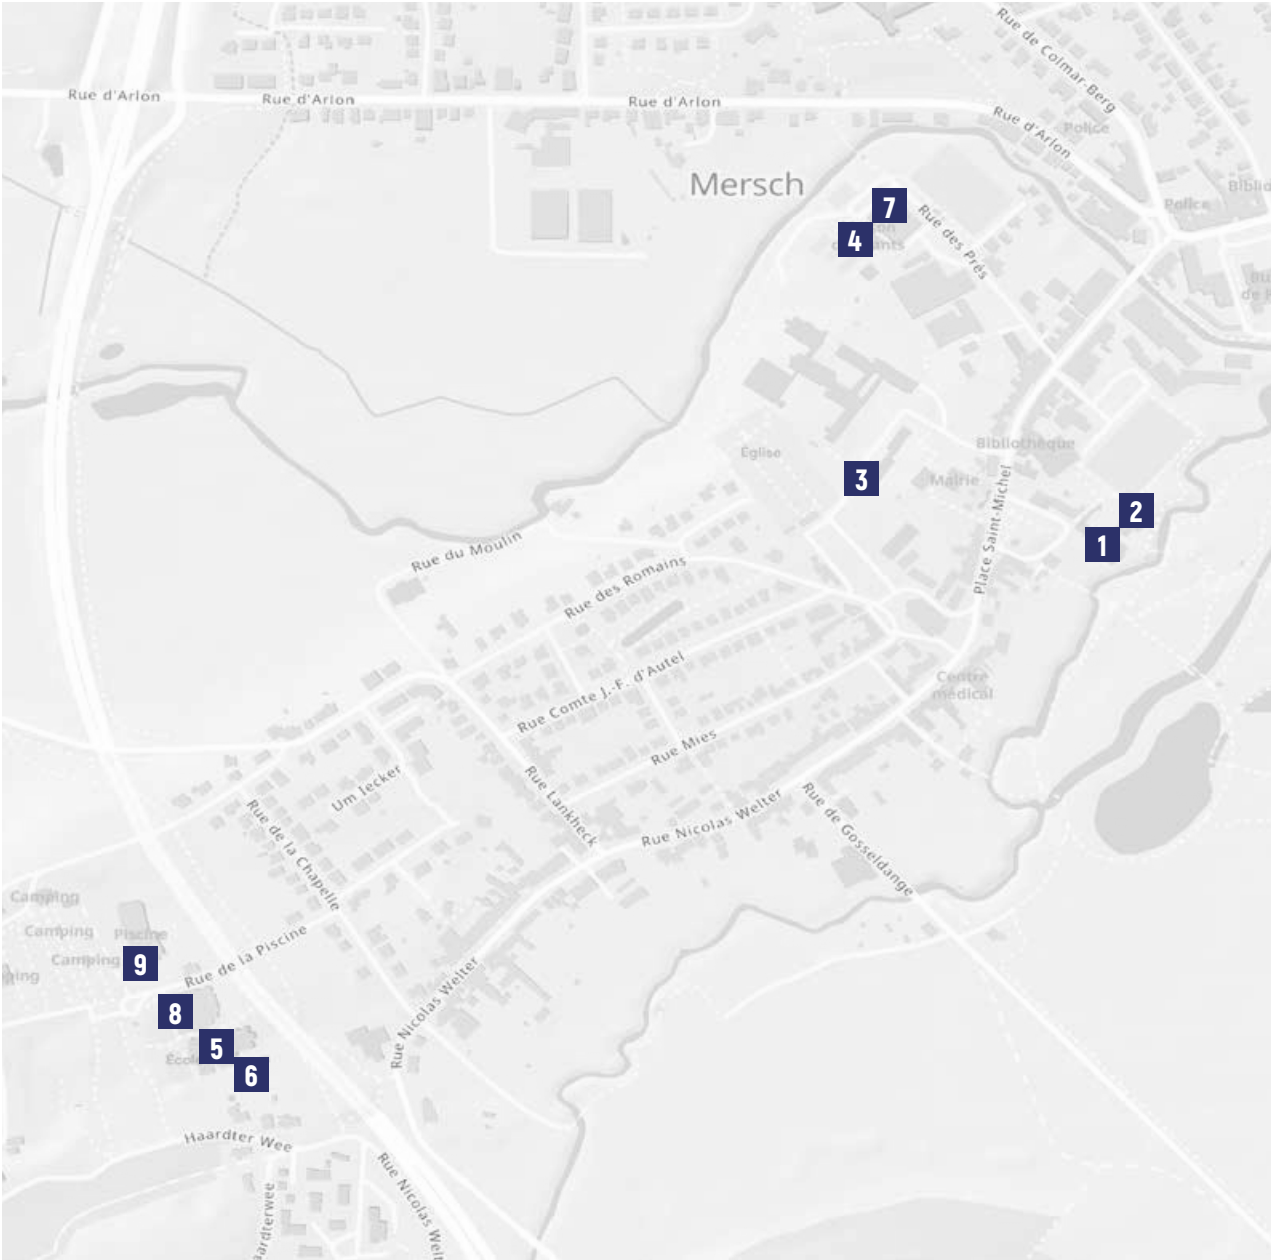 Rue de Colmar-Berg
Rue d'Arlon
Rue d'Arlon
Rue d'Arlon
Rue d'Arlon
Police
Mersch
Police
7
Rue des Prés
4
Bibliothèque
Église
3
Mairie
2
1
Place Saint-Michel
Rue du Moulin
Rue des Romains
Rue Comte J.-F. d'Autel
Centre
médical
Rue Mies
Um Iecker
Rue Lankheck
Rue de la Chapelle
Rue Nicolas Welter
Rue de Gosseldange
Camping
Camping
Piscine
Camping
9
Rue de la Piscine
8
Rue Nicolas Welter
5
6
Haardter Wee
Rue Nicolas Wel
aardterwee